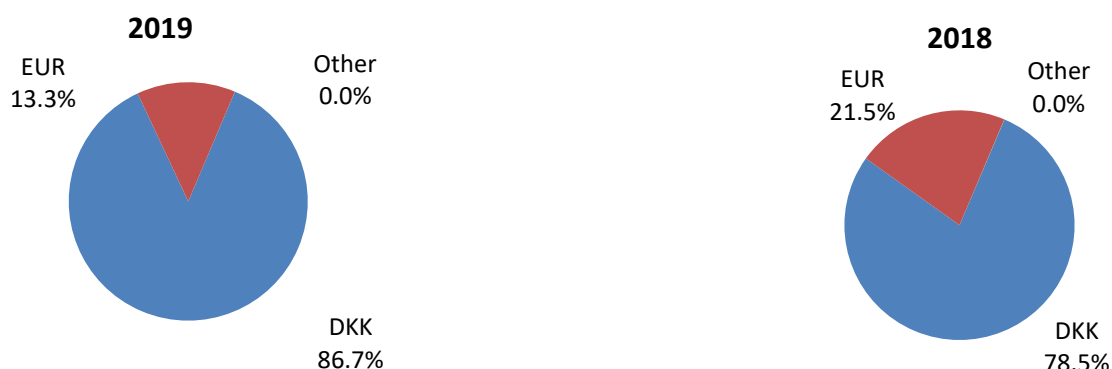 2019
EUR
13.3%
Other
0.0%
DKK
86.7%
2018
EUR
21.5%
Other
0.0%
DKK
78.5%